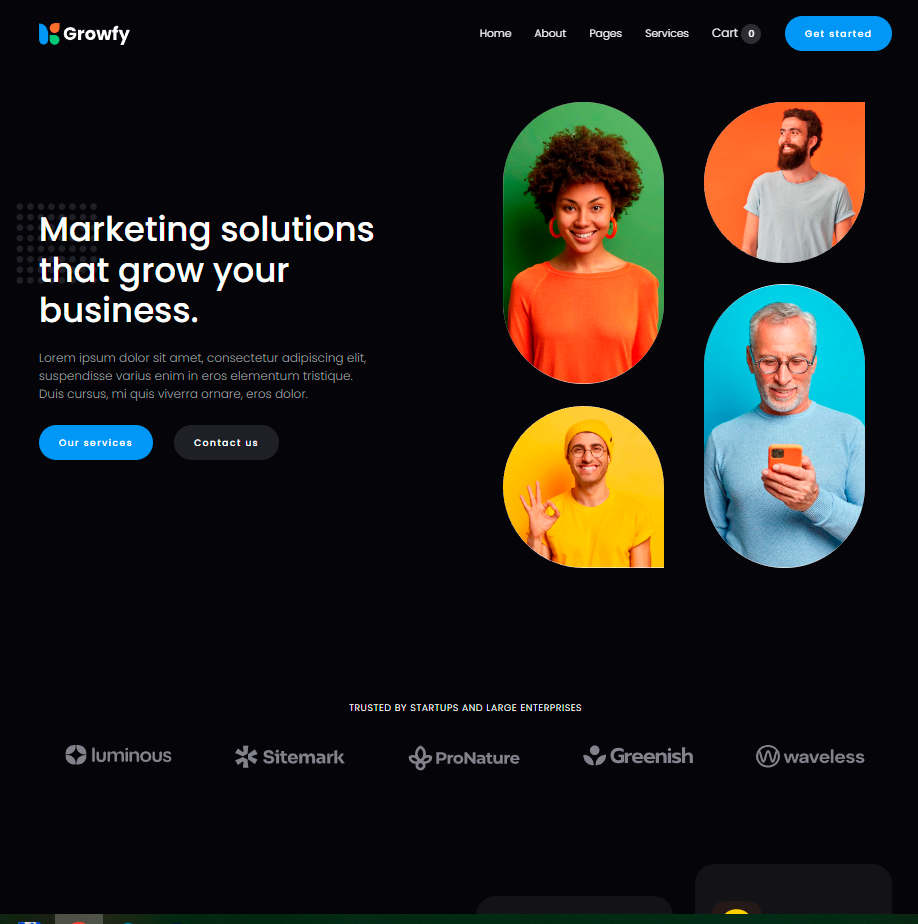 Growfy
Home About Pages Services Cart 0 Get started
Marketing solutions
that grow your
business.
Lorem ipsum dolor sit amet, consectetur adipiscing elit,
suspendisse varius enim in eros elementum tristique.
Duis cursus, mi quis viverra ornare, eros dolor.
Our services Contact us
TRUSTED BY STARTUPS AND LARGE ENTERPRISES
luminous Sitemark ProNature Greenish waveless